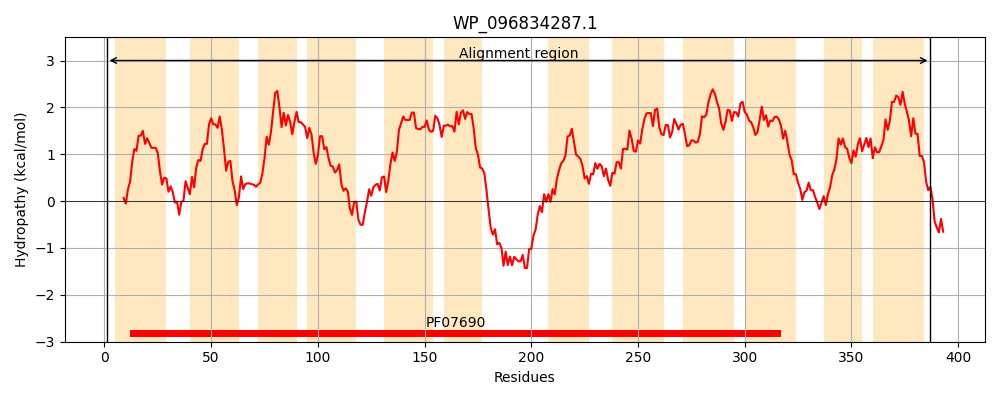 WP_096834287.1
Alignment region
3
2
1
0
−1
−2
−3
Hydropathy (kcal/mol)
PF07690
0 50 100 150 200 250 300 350 400
Residues